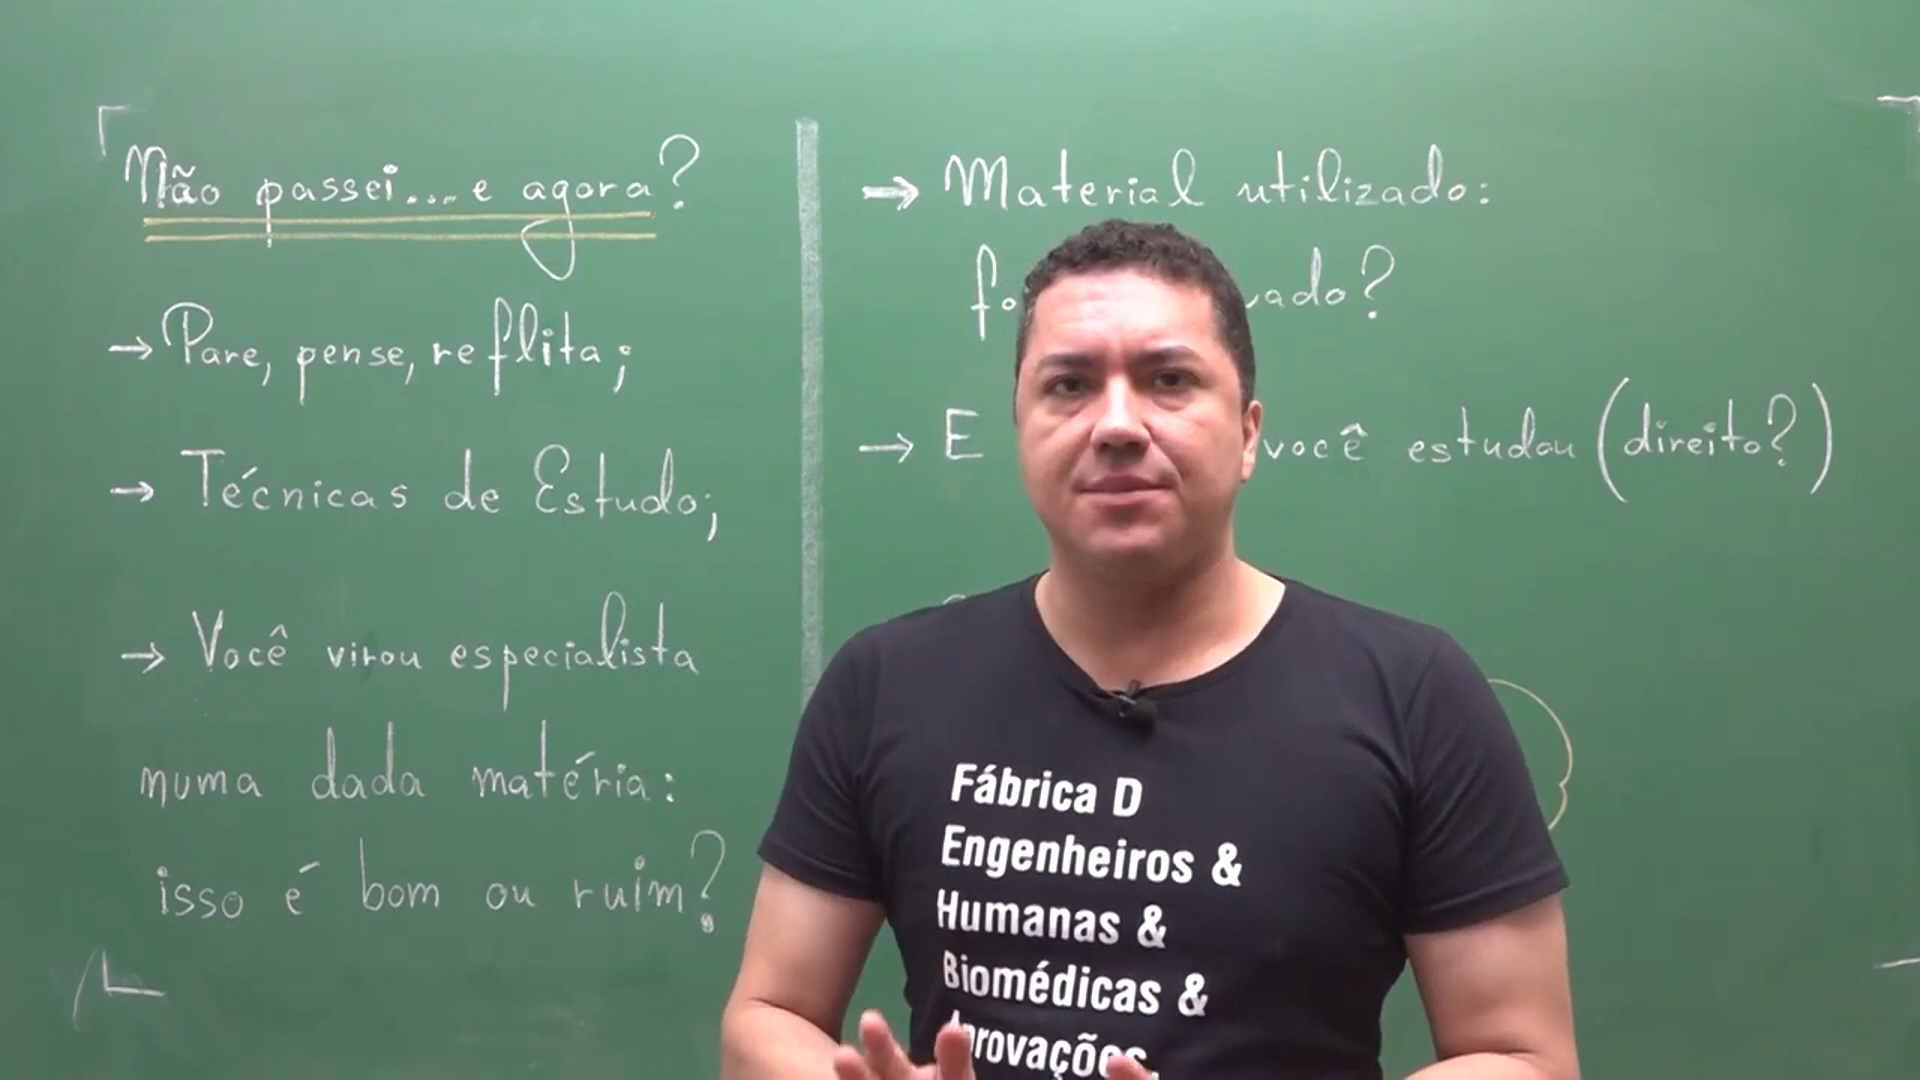 Não passei... e agora?
→ Pare, pense, reflita;
→ Técnicas de Estudo;
→ Você virou especialista
numa dada matéria:
isso é bom ou ruim?
→ Material utilizado:
→ E você estudou (direito?)
Fábrica D
Engenheiros &
Humanas &
Biomédicas &
Aprovações.